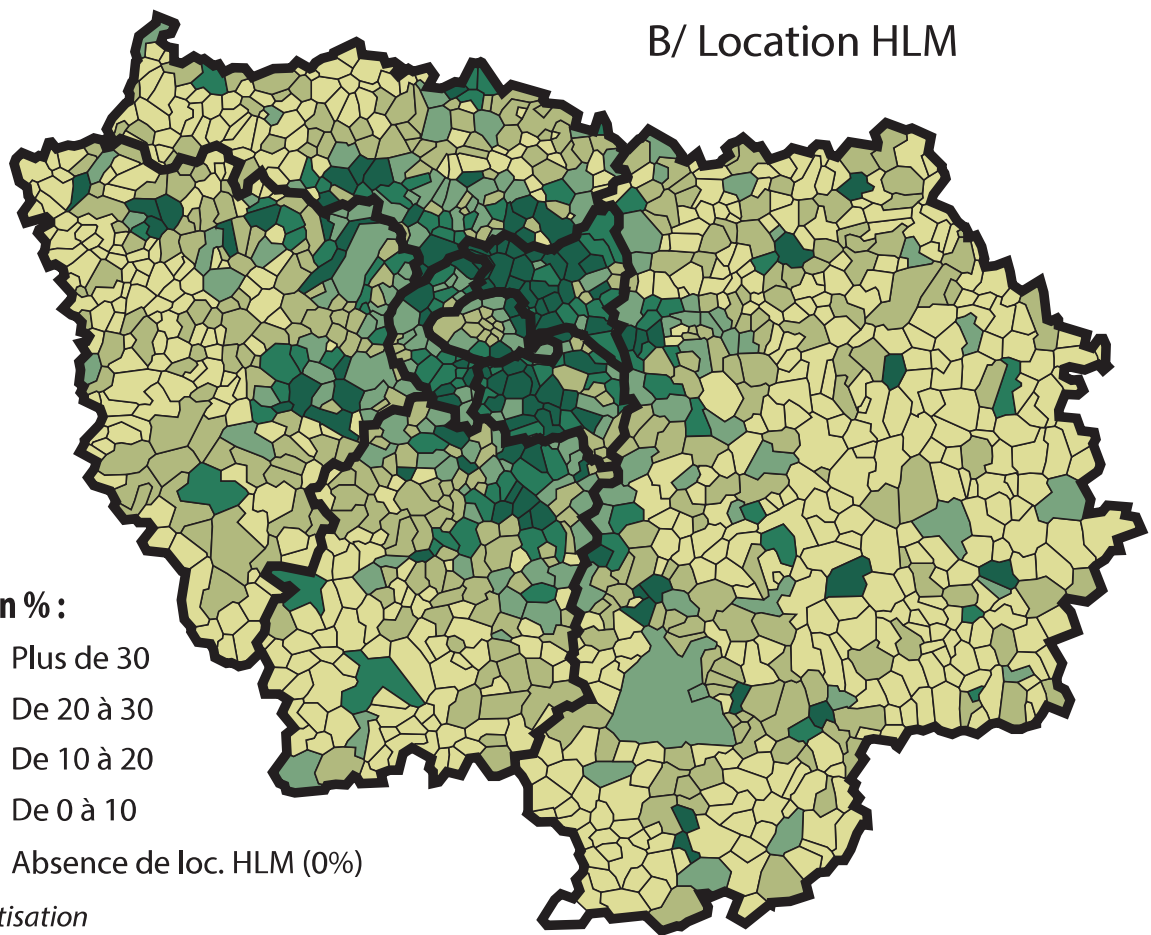 B/ Location HLM
n % :
Plus de 30
De 20 à 30
De 10 à 20
De 0 à 10
Absence de loc. HLM (0%)
tisation